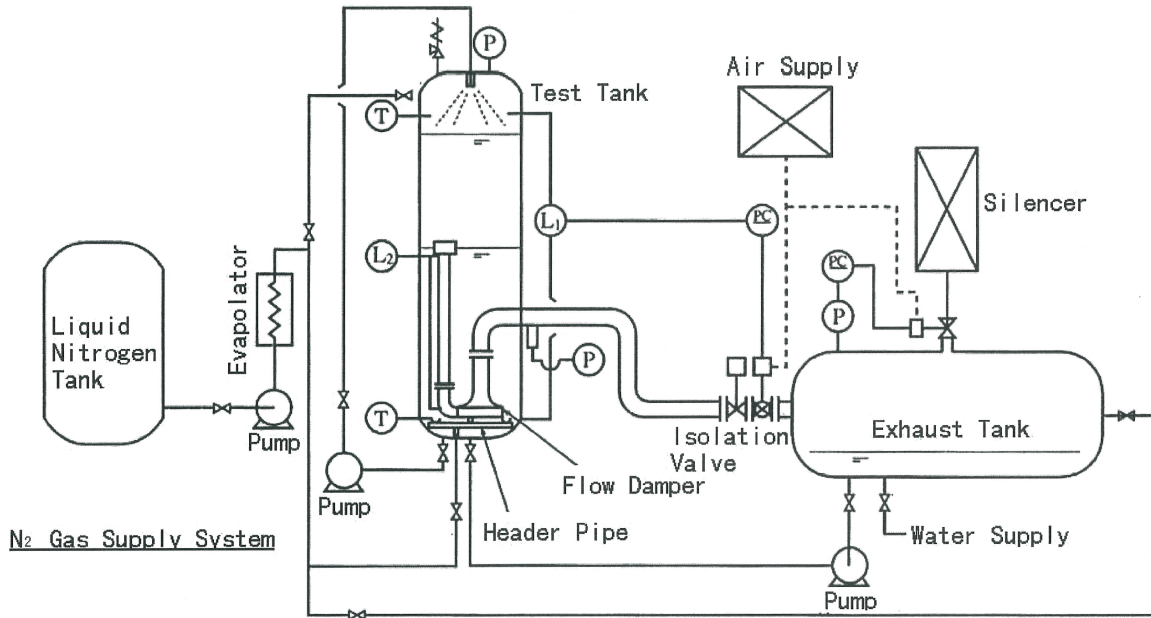 P
Air Supply
Test Tank
T
Silencer
L1
PC
L2
PC
Evapolator
Liquid
Nitrogen
Tank
P
P
T
Isolation
Valve
Exhaust Tank
Pump
Flow Damper
Pump
Header Pipe
N2 Gas Supply System
Water Supply
Pump